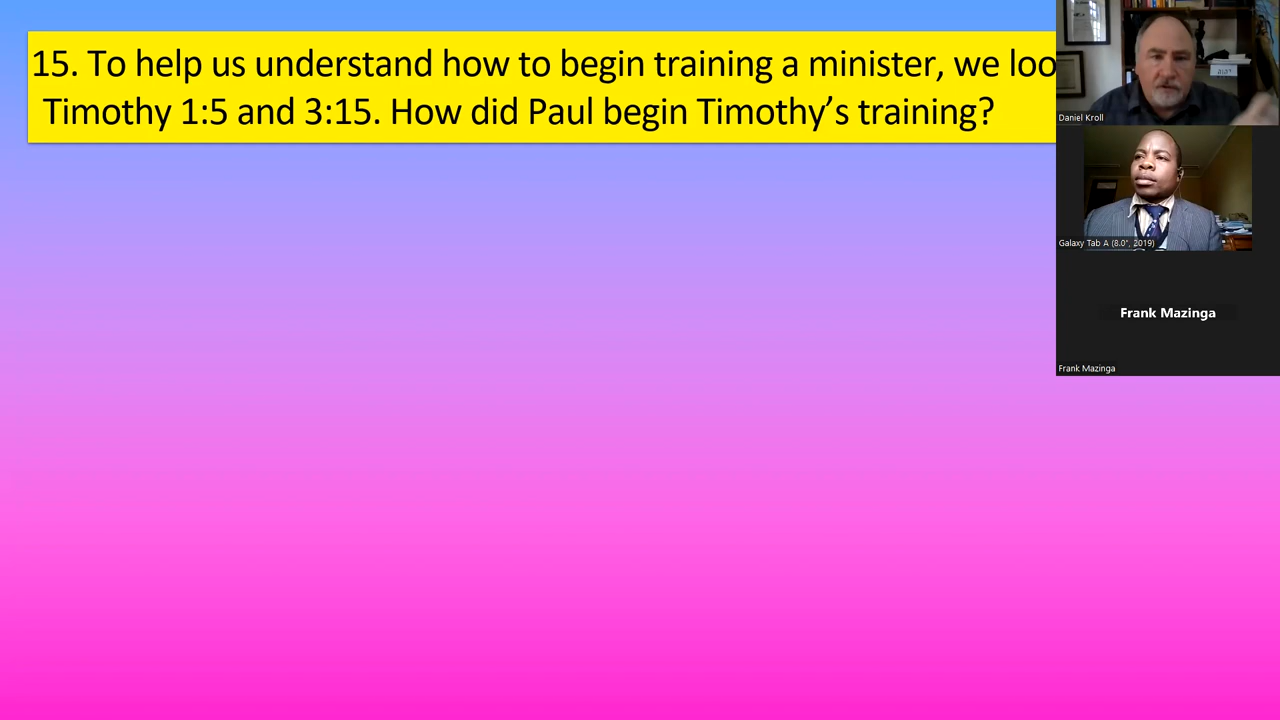 15. To help us understand how to begin training a minister, we loo
Timothy 1:5 and 3:15. How did Paul begin Timothy’s training?
Daniel Kroll
Galaxy Tab A (8.0", 2019)
Frank Mazinga
Frank Mazinga